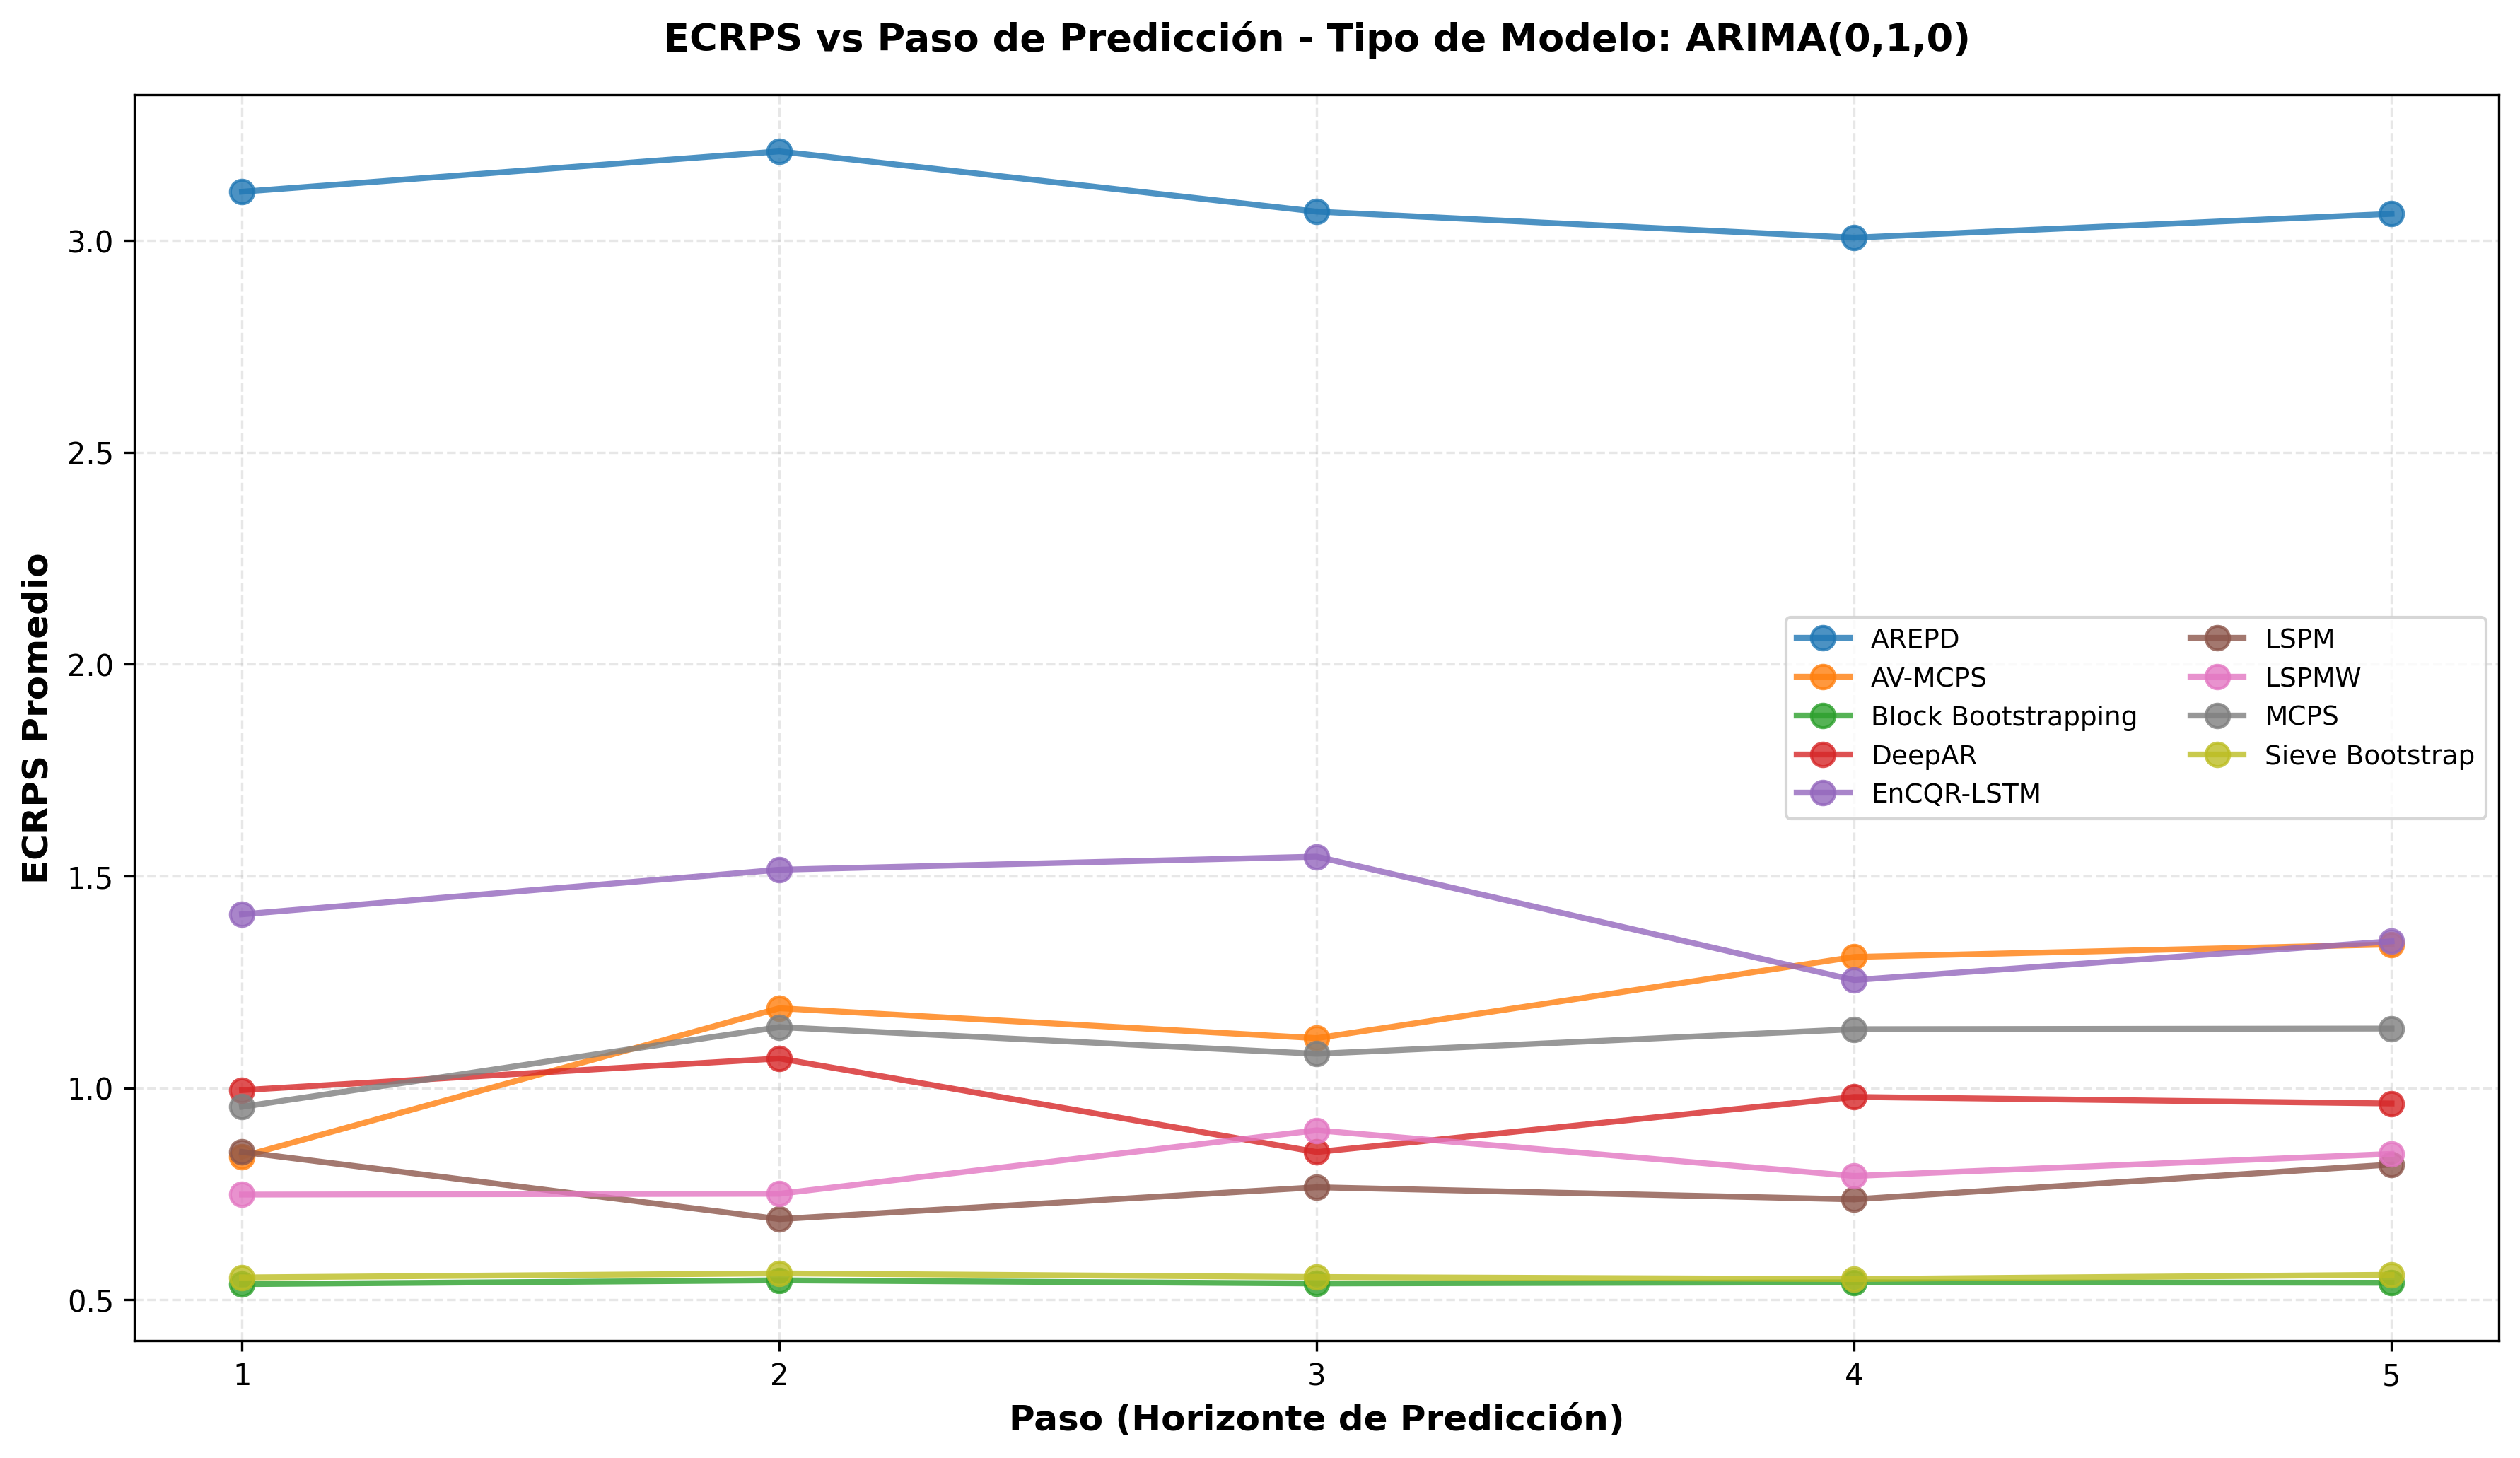 ECRPS vs Paso de Predicción - Tipo de Modelo: ARIMA(0,1,0)
ECRPS Promedio
3.0
2.5
2.0
1.5
1.0
0.5
AREPD
AV-MCPS
Block Bootstrapping
DeepAR
EnCQR-LSTM
LSPM
LSPMW
MCPS
Sieve Bootstrap
1 2 3 4 5
Paso (Horizonte de Predicción)